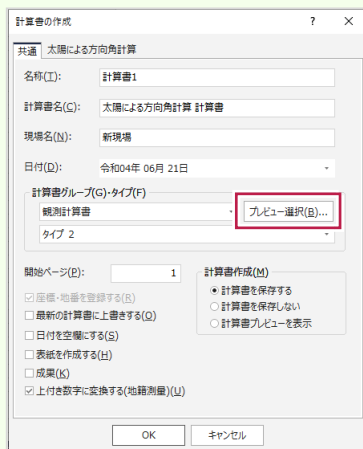 計算書の作成 ? ×
共通 太陽による方向角計算
名称(T): 計算書1
計算書名(C): 太陽による方向角計算 計算書
現場名(N): 新現場
日付(D): 令和04年 06月 21日
計算書グループ(G)・タイプ(F)
観測計算書 プレビュー選択(B)...
タイプ 2
開始ページ(P): 1 計算書作成(M)
座標・地番を登録する(R) 計算書を保存する
最新の計算書に上書きする(O) 計算書を保存しない
日付を空欄にする(S) 計算書プレビューを表示
表紙を作成する(H)
成果(K)
上付き数字に変換する(地籍測量)(U)
OK キャンセル